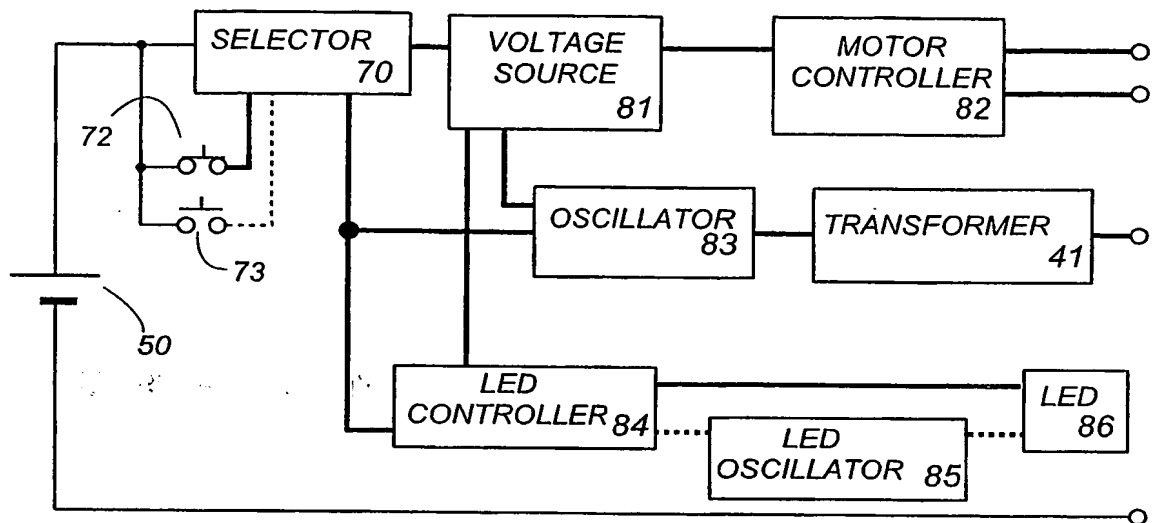 SELECTOR
70
VOLTAGE
SOURCE
81
MOTOR
CONTROLLER
82
72
73
50
OSCILLATOR
83
TRANSFORMER
41
LED
CONTROLLER
84
LED
OSCILLATOR
85
LED
86